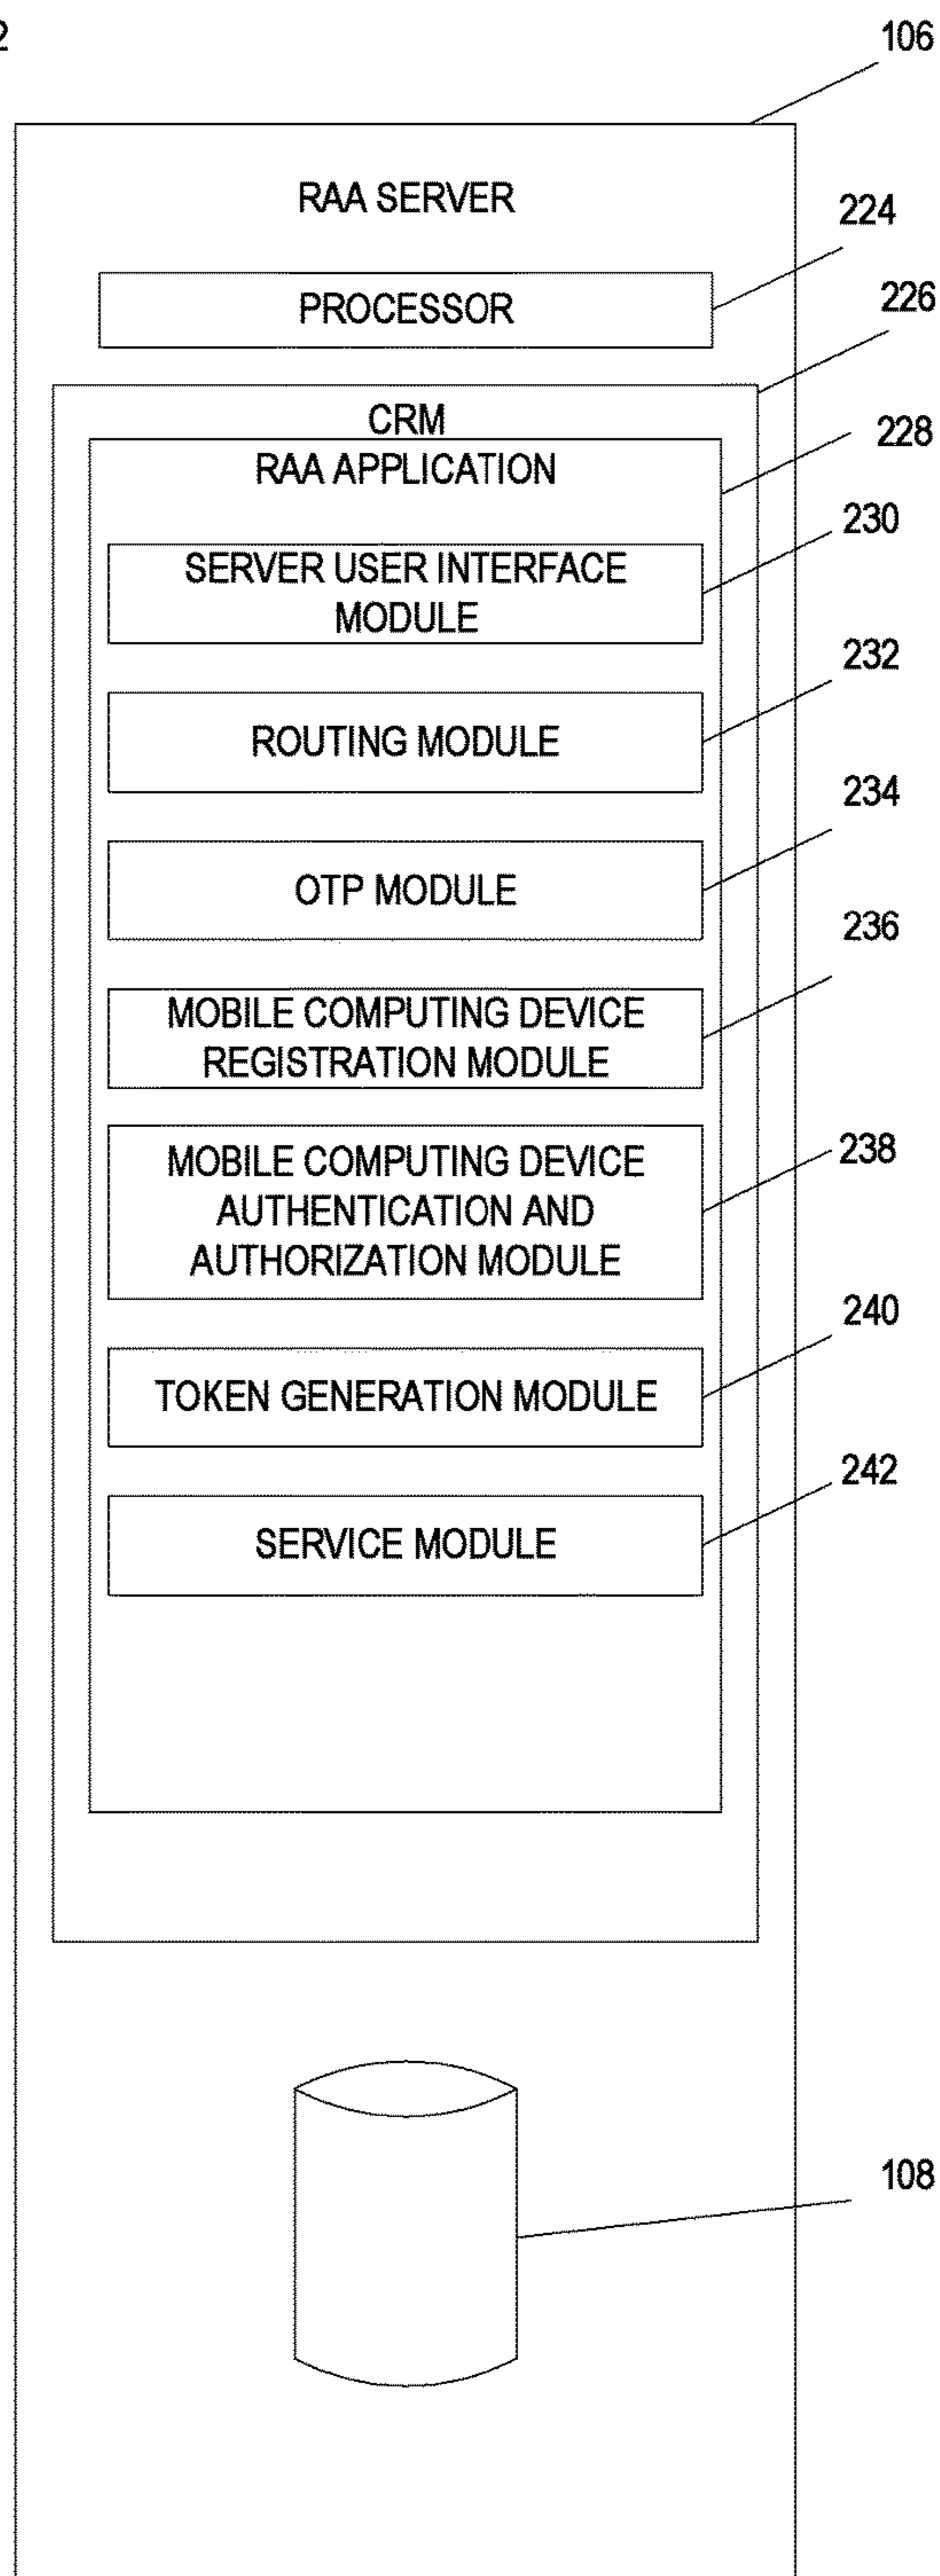 2
106
RAA SERVER
224
PROCESSOR
226
CRM
228
RAA APPLICATION
230
SERVER USER INTERFACE
MODULE
232
ROUTING MODULE
234
OTP MODULE
236
MOBILE COMPUTING DEVICE
REGISTRATION MODULE
238
MOBILE COMPUTING DEVICE
AUTHENTICATION AND
AUTHORIZATION MODULE
240
TOKEN GENERATION MODULE
242
SERVICE MODULE
108